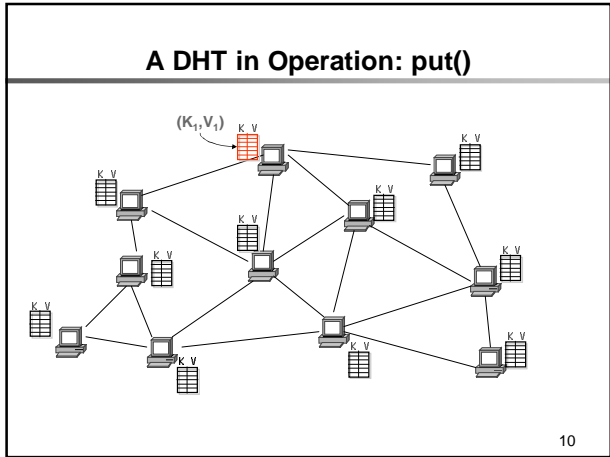 A DHT in Operation: put()
(K₁,V₁)
K V
K V
K V
K V
K V
K V
K V
K V
K V
K V
K V
10